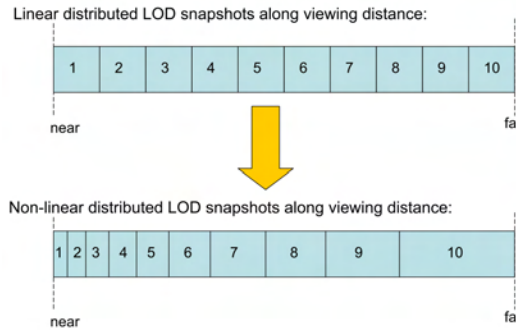 Linear distributed LOD snapshots along viewing distance:
1 2 3 4 5 6 7 8 9 10
near fa
Non-linear distributed LOD snapshots along viewing distance:
1 2 3 4 5 6 7 8 9 10
near fa